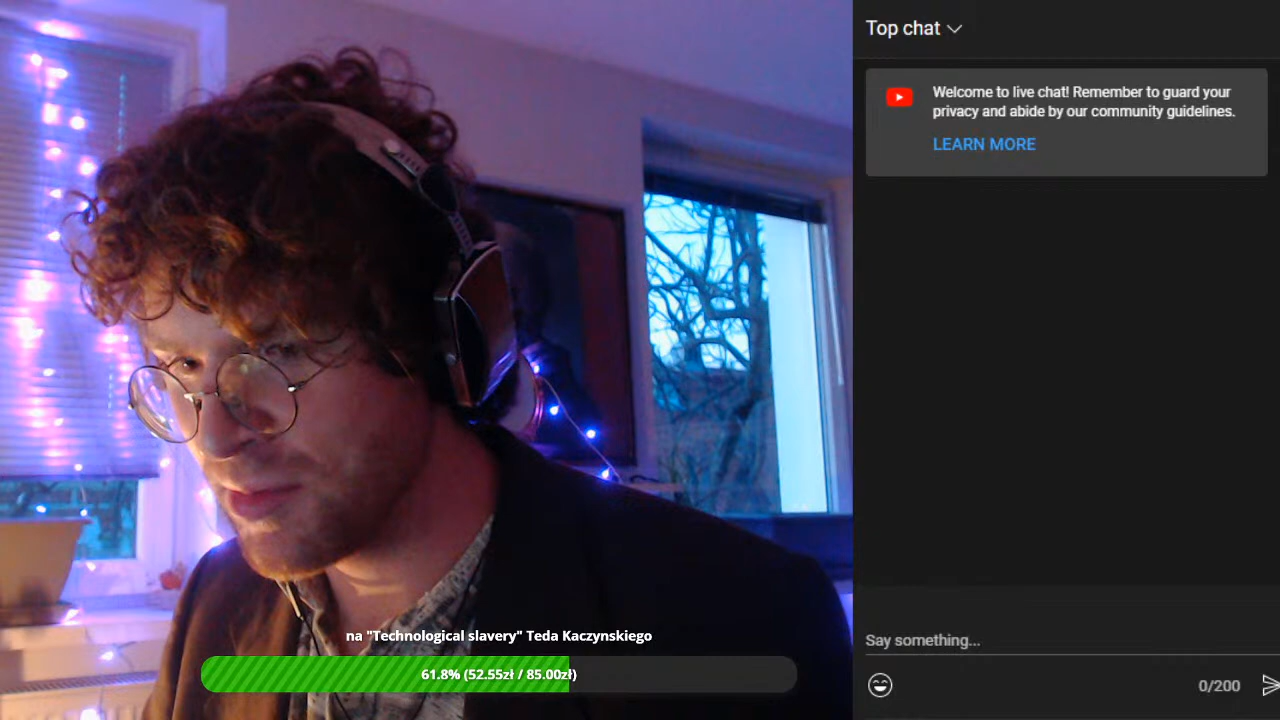 Top chat
Welcome to live chat! Remember to guard your
privacy and abide by our community guidelines.
LEARN MORE
na "Technological slavery" Teda Kaczynskiego
61.8% (52.55zł / 85.00zł)
Say something...
0/200